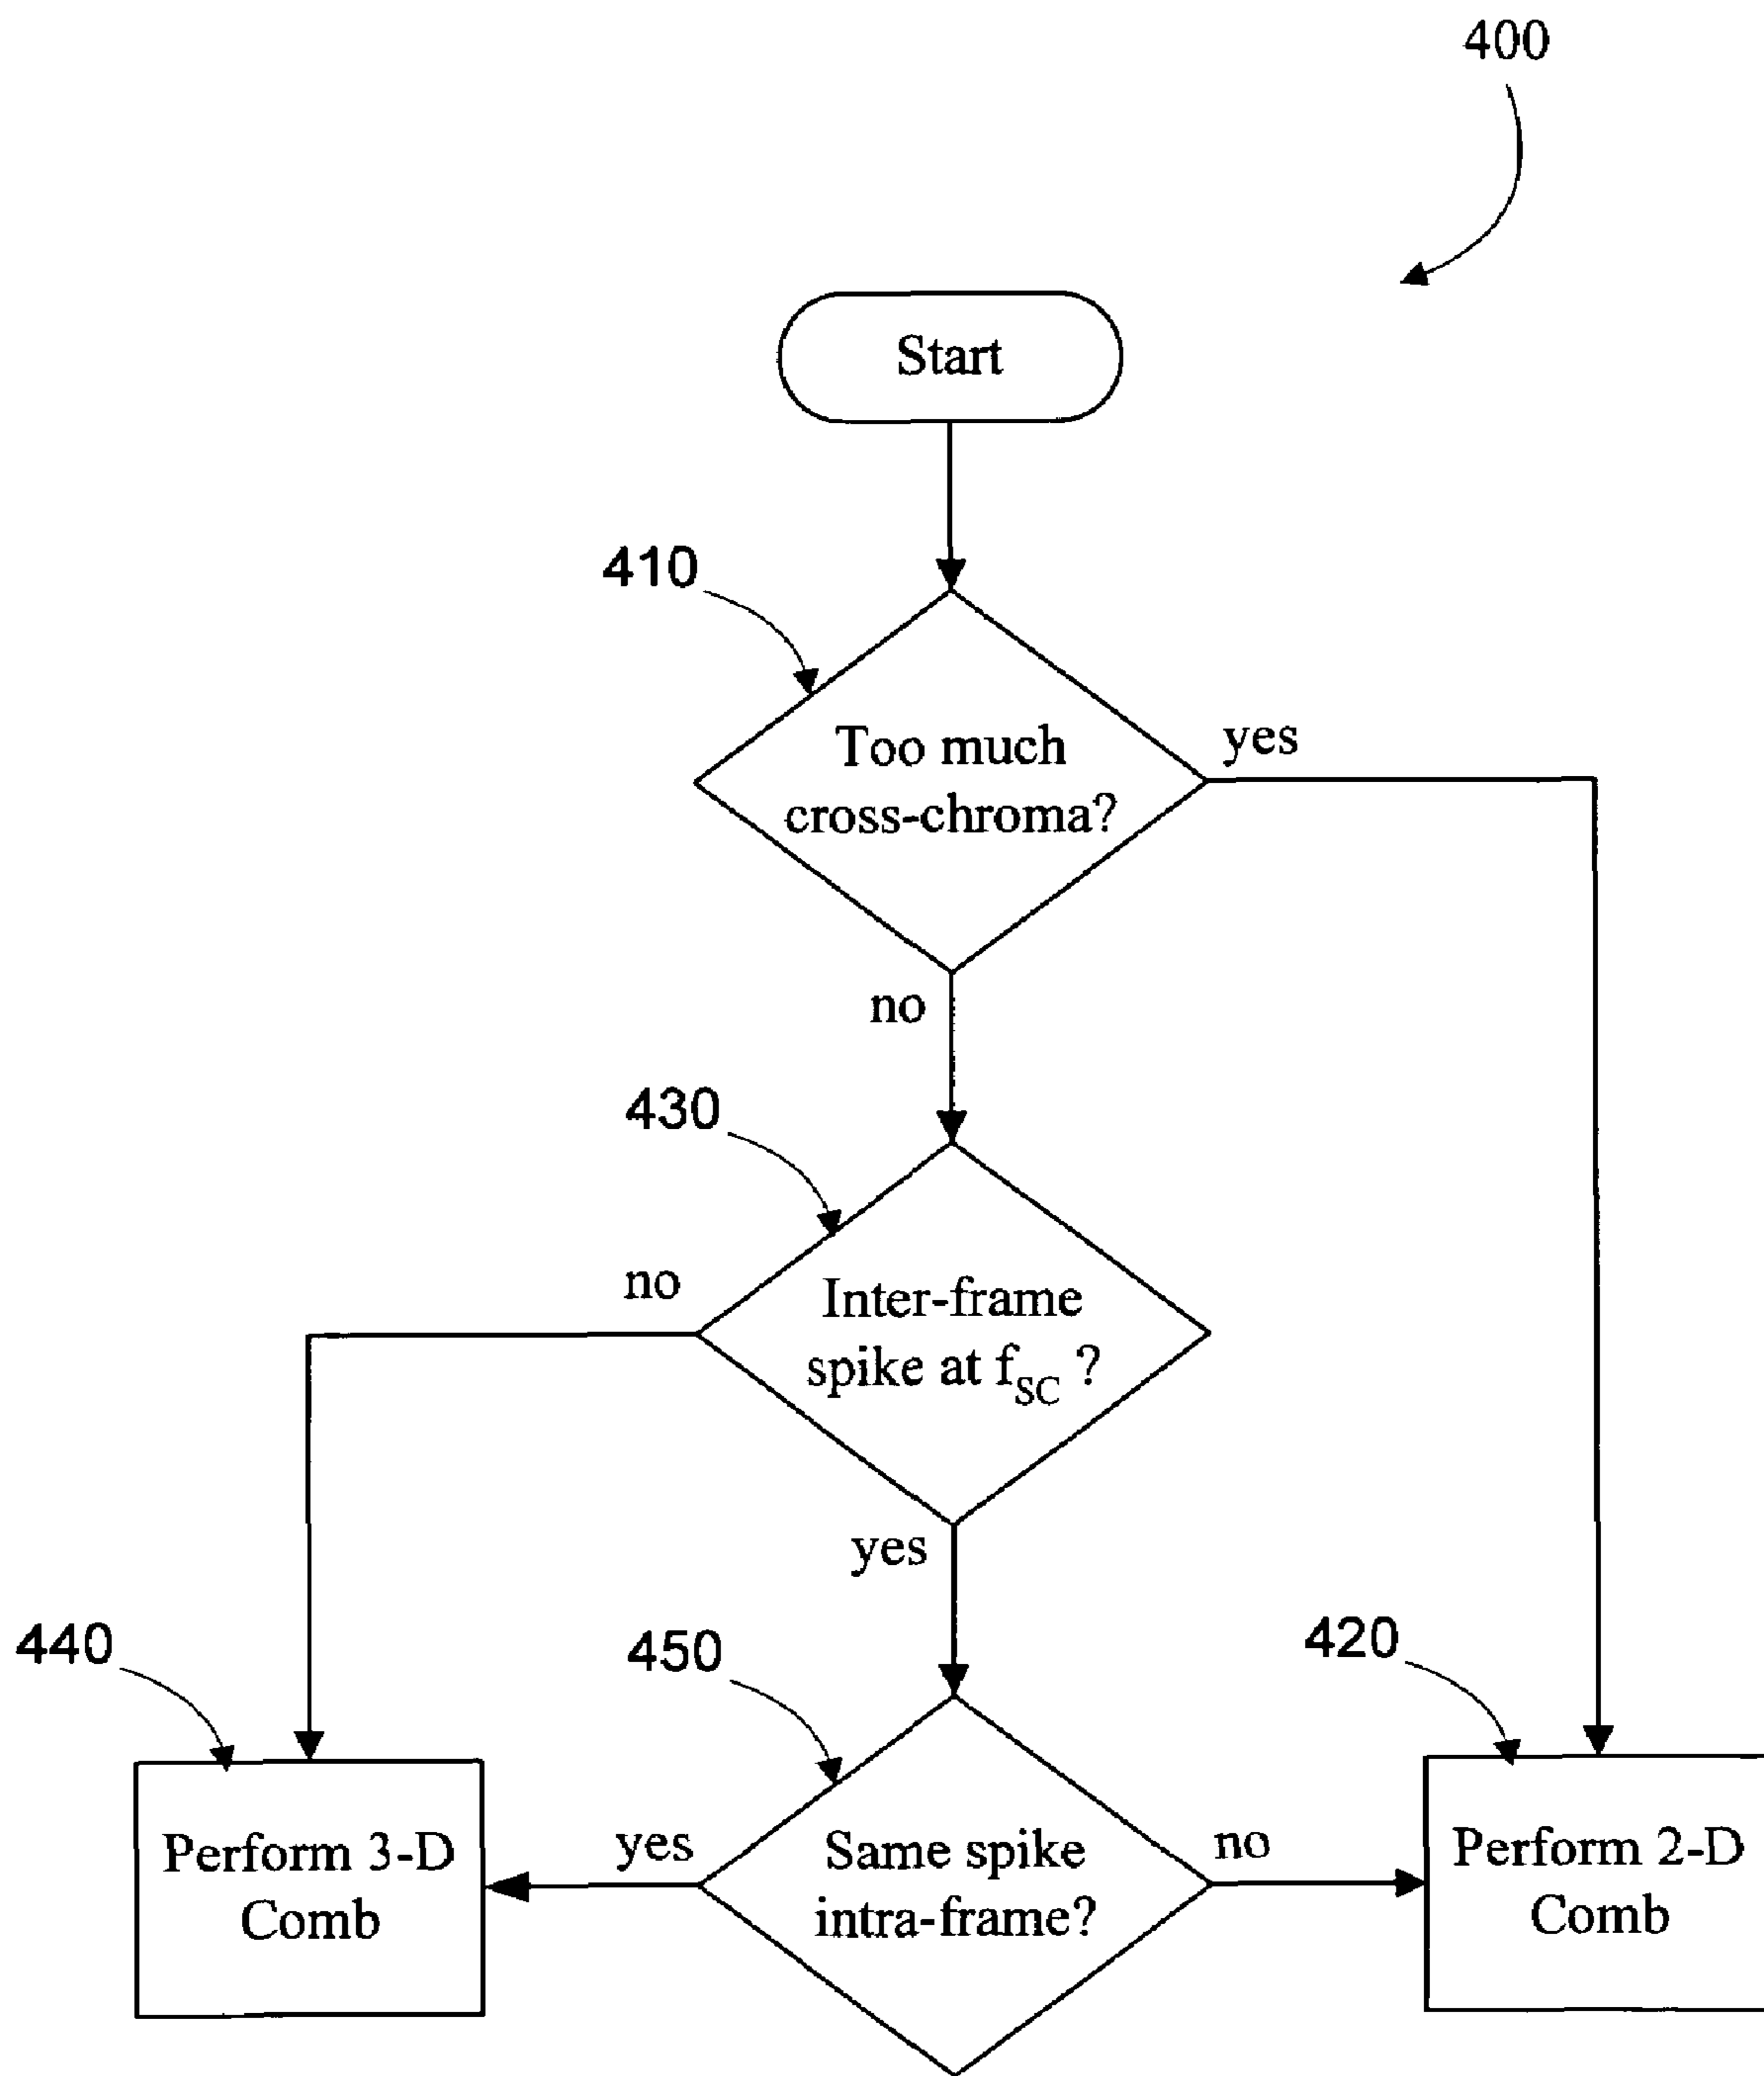 400
Start
410
Too much
cross-chroma?
yes
no
430
no
Inter-frame
spike at fSC ?
yes
440
450
420
Perform 3-D
Comb
yes
Same spike
intra-frame?
no
Perform 2-D
Comb